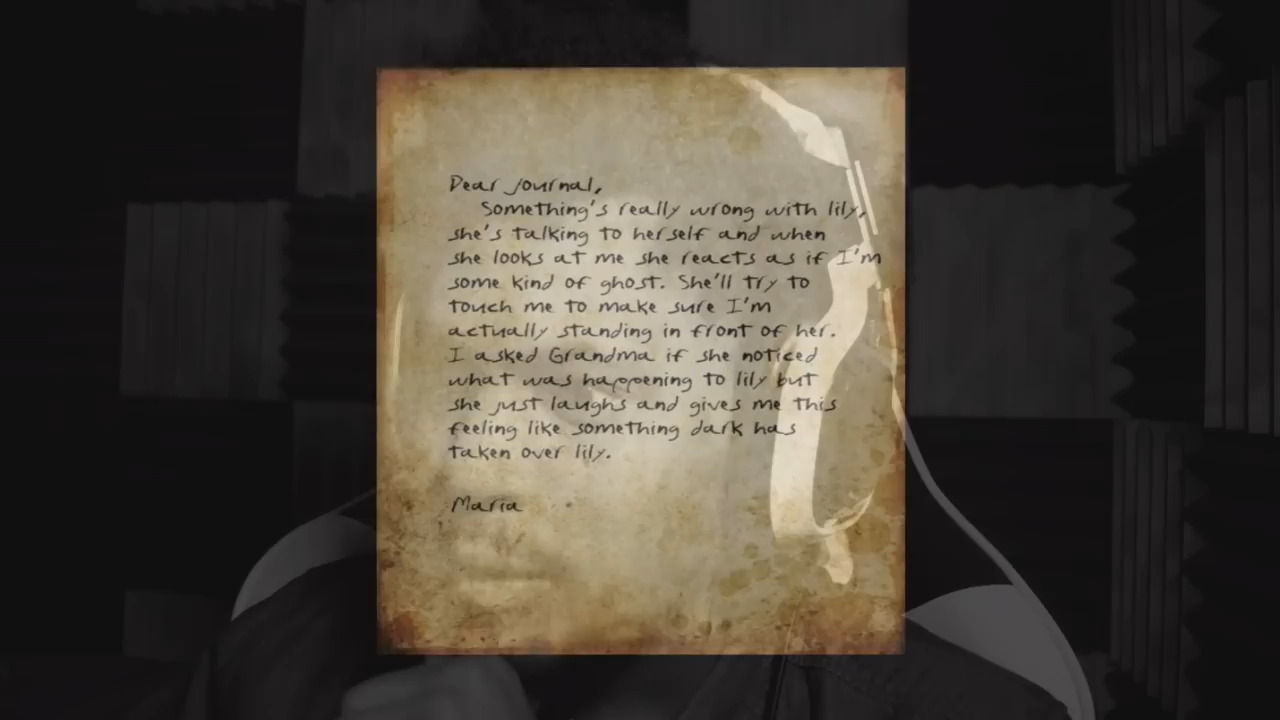 Dear journal,
Something's really wrong with lily,
she's talking to herself and when
she looks at me she reacts as if I'm
some kind of ghost. She'll try to
touch me to make sure I'm
actually standing in front of her.
I asked Grandma if she noticed
what was happening to lily but
she just laughs and gives me this
feeling like something dark has
taken over lily.
Maria